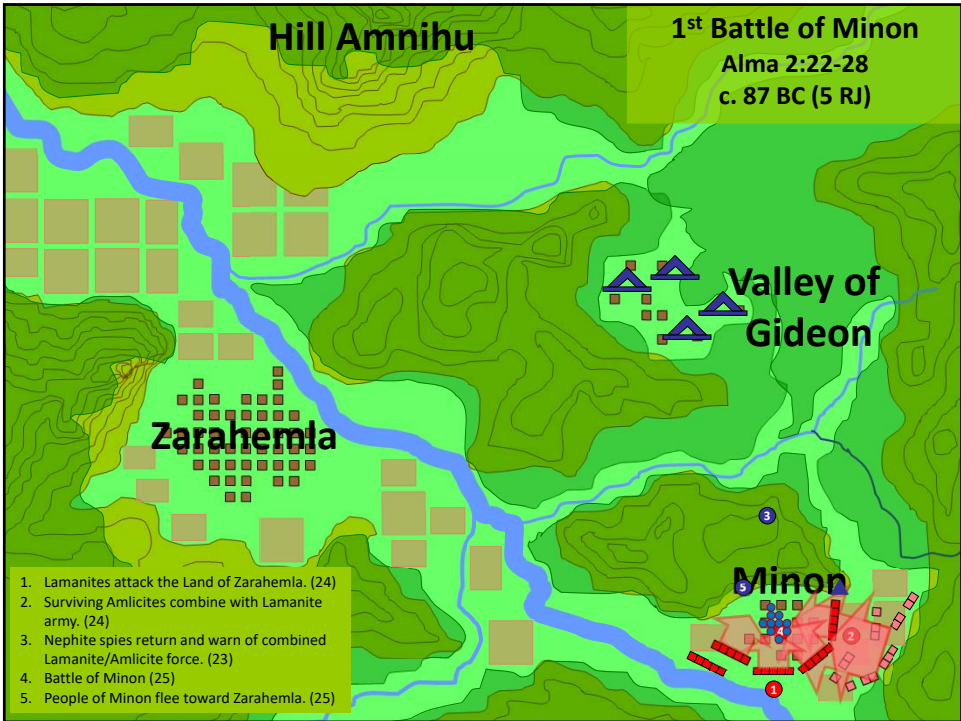 Hill Amnihu
1st Battle of Minon
Alma 2:22-28
c. 87 BC (5 RJ)
Valley of
Gideon
Zarahemla
3
Minon
5
4
2
1
1. Lamanites attack the Land of Zarahemla. (24)
2. Surviving Amlicites combine with Lamanite
army. (24)
3. Nephite spies return and warn of combined
Lamanite/Amlicite force. (23)
4. Battle of Minon (25)
5. People of Minon flee toward Zarahemla. (25)